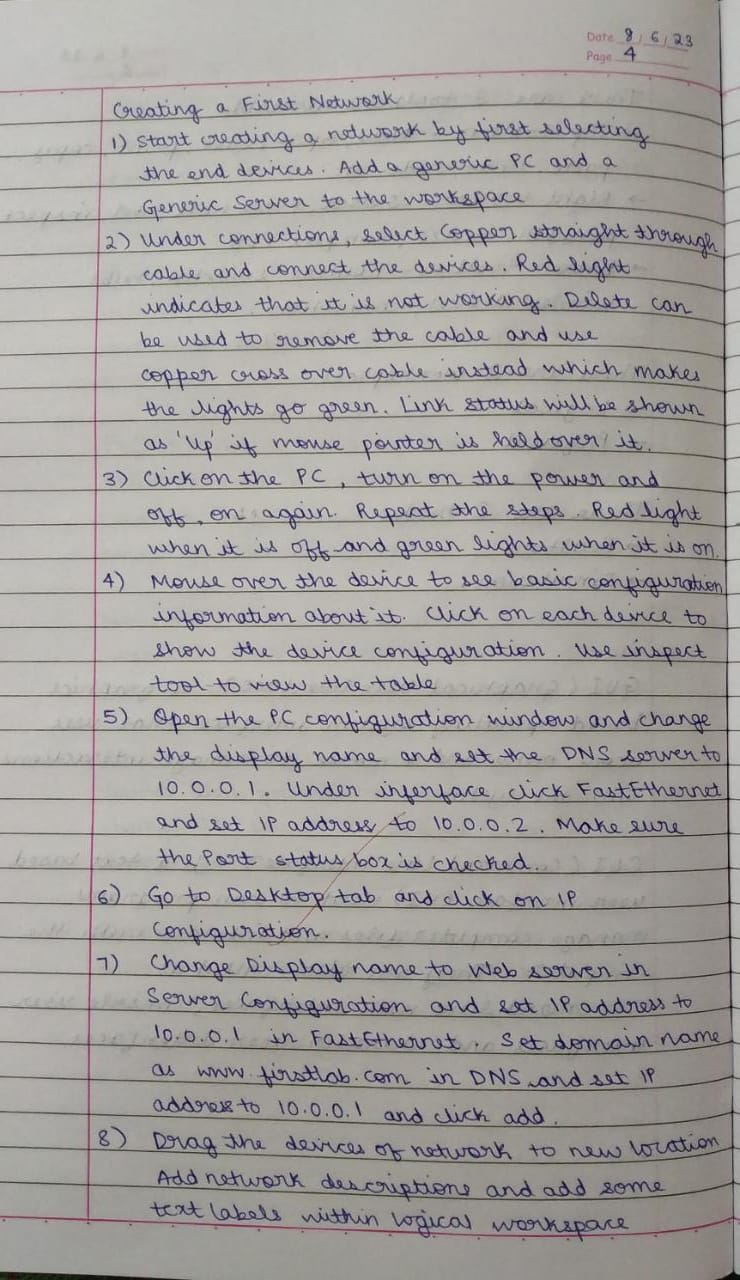 Date 8/6/23
Page 4
Creating a First Network
1) Start creating a network by first selecting
the end devices. Add a generic PC and a
Generic Server to the workspace
2) Under connections, select Copper straight through
cable and connect the devices. Red light
indicates that it is not working. Delete can
be used to remove the cable and use
copper cross over cable instead which makes
the lights go green. Link status will be shown
as 'Up' if mouse pointer is held over it.
3) Click on the PC, turn on the power and
off, on again. Repeat the steps. Red light
when it is off and green lights when it is on.
4) Mouse over the device to see basic configuration
information about it. Click on each device to
show the device configuration. Use inspect
tool to view the table
5) Open the PC configuration window and change
the display name and set the DNS server to
10.0.0.1. Under inferface click FastEthernet
and set IP address to 10.0.0.2. Make sure
the Port status box is checked.
6) Go to Desktop tab and click on IP
Configuration.
7) Change Display name to Web server in
Server Configuration and set IP address to
10.0.0.1 in FastEthernet. Set domain name
as www.firstlab.com in DNS and set IP
address to 10.0.0.1 and click add.
8) Drag the devices of network to new location
Add network descriptions and add some
text labels within logical workspace